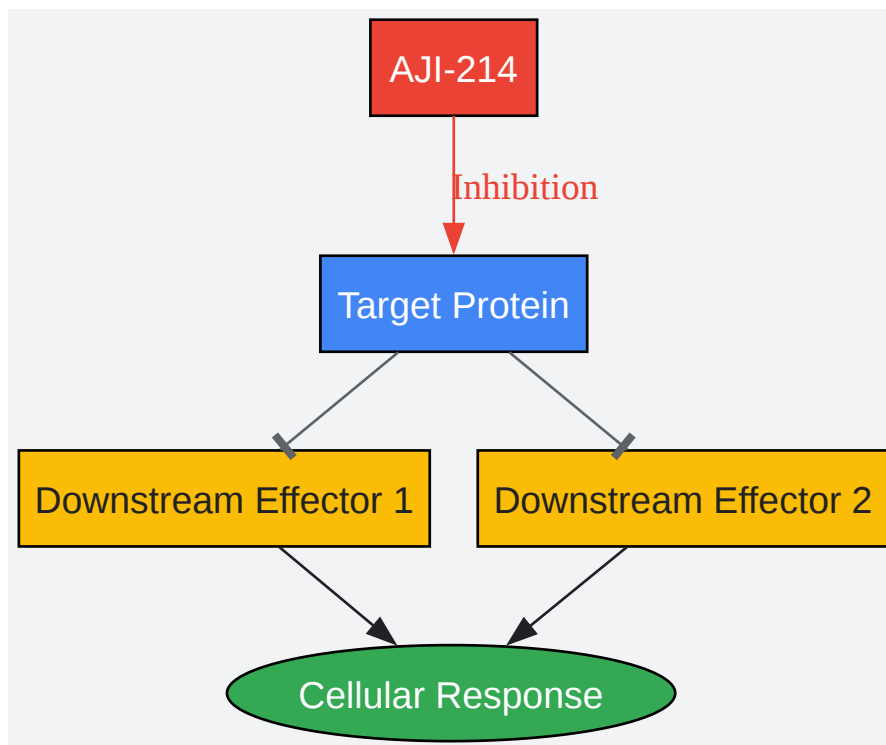 AJI-214
Inhibition
Target Protein
Downstream Effector 1
Downstream Effector 2
Cellular Response